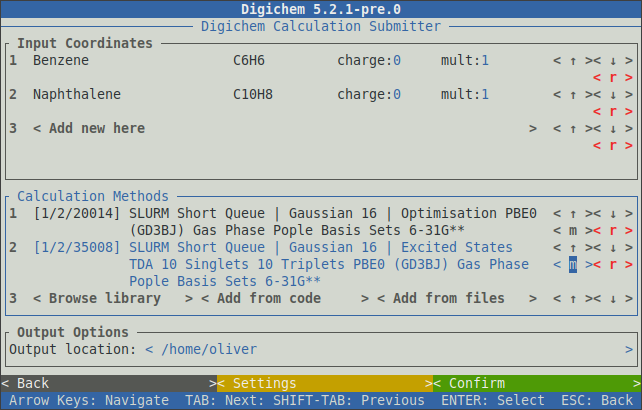 Digichem 5.2.1-pre.0
Digichem Calculation Submitter
Input Coordinates
1 Benzene C6H6 charge:0 mult:1 < ↑ >< ↓ >
< r >
2 Naphthalene C10H8 charge:0 mult:1 < ↑ >< ↓ >
< r >
3 < Add new here > < ↑ >< ↓ >
< r >
Calculation Methods
1 [1/2/20014] SLURM Short Queue | Gaussian 16 | Optimisation PBE0 < ↑ >< ↓ >
(GD3BJ) Gas Phase Pople Basis Sets 6-31G** < m >< r >
2 [1/2/35008] SLURM Short Queue | Gaussian 16 | Excited States < ↑ >< ↓ >
TDA 10 Singlets 10 Triplets PBE0 (GD3BJ) Gas Phase < m >< r >
Pople Basis Sets 6-31G**
3 < Browse library > < Add from code > < Add from files > < ↑ >< ↓ >
Output Options
Output location: < /home/oliver >
< Back >< Settings >< Confirm >
Arrow Keys: Navigate TAB: Next: SHIFT-TAB: Previous ENTER: Select ESC: Back